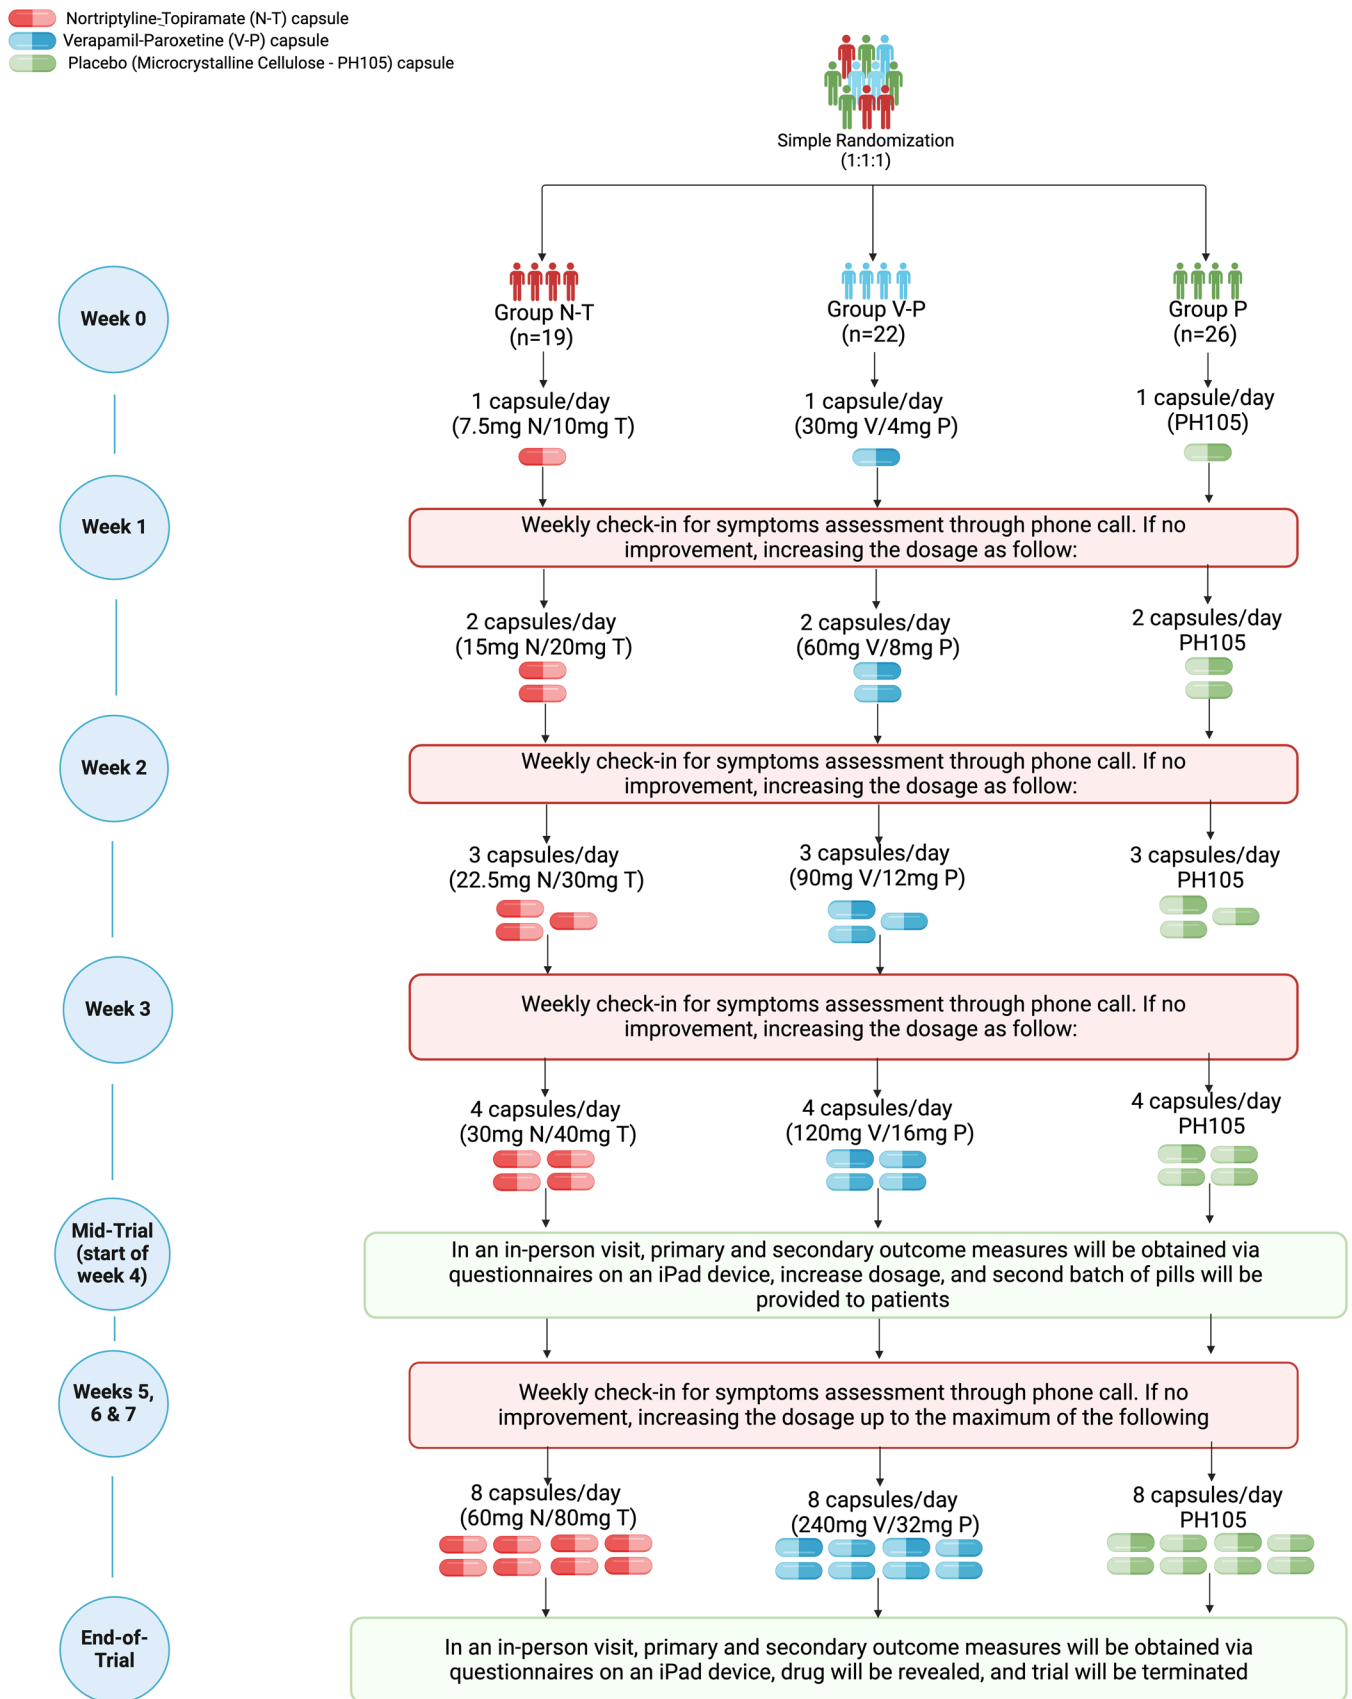 Nortriptyline-Topiramate (N-T) capsule
Verapamil-Paroxetine (V-P) capsule
Placebo (Microcrystalline Cellulose - PH105) capsule
Simple Randomization
(1:1:1)
Week 0
Group N-T
(n=19)
Group V-P
(n=22)
Group P
(n=26)
1 capsule/day
(7.5mg N/10mg T)
1 capsule/day
(30mg V/4mg P)
1 capsule/day
(PH105)
Week 1
Weekly check-in for symptoms assessment through phone call. If no
improvement, increasing the dosage as follow:
2 capsules/day
(15mg N/20mg T)
2 capsules/day
(60mg V/8mg P)
2 capsules/day
PH105
Week 2
Weekly check-in for symptoms assessment through phone call. If no
improvement, increasing the dosage as follow:
3 capsules/day
(22.5mg N/30mg T)
3 capsules/day
(90mg V/12mg P)
3 capsules/day
PH105
Week 3
Weekly check-in for symptoms assessment through phone call. If no
improvement, increasing the dosage as follow:
4 capsules/day
(30mg N/40mg T)
4 capsules/day
(120mg V/16mg P)
4 capsules/day
PH105
Mid-Trial
(start of
week 4)
In an in-person visit, primary and secondary outcome measures will be obtained via
questionnaires on an iPad device, increase dosage, and second batch of pills will be
provided to patients
Weeks 5,
6 & 7
Weekly check-in for symptoms assessment through phone call. If no
improvement, increasing the dosage up to the maximum of the following
8 capsules/day
(60mg N/80mg T)
8 capsules/day
(240mg V/32mg P)
8 capsules/day
PH105
End-of-
Trial
In an in-person visit, primary and secondary outcome measures will be obtained via
questionnaires on an iPad device, drug will be revealed, and trial will be terminated